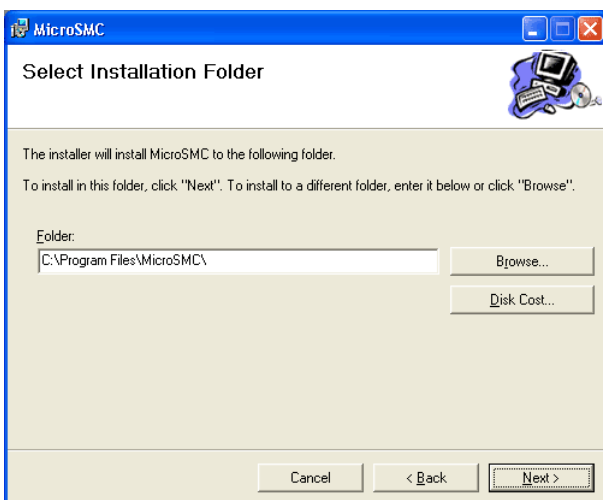 MicroSMC
Select Installation Folder
The installer will install MicroSMC to the following folder.
To install in this folder, click "Next". To install to a different folder, enter it below or click "Browse".
Folder:
C:\Program Files\MicroSMC\
Browse...
Disk Cost...
Cancel
< Back
Next >